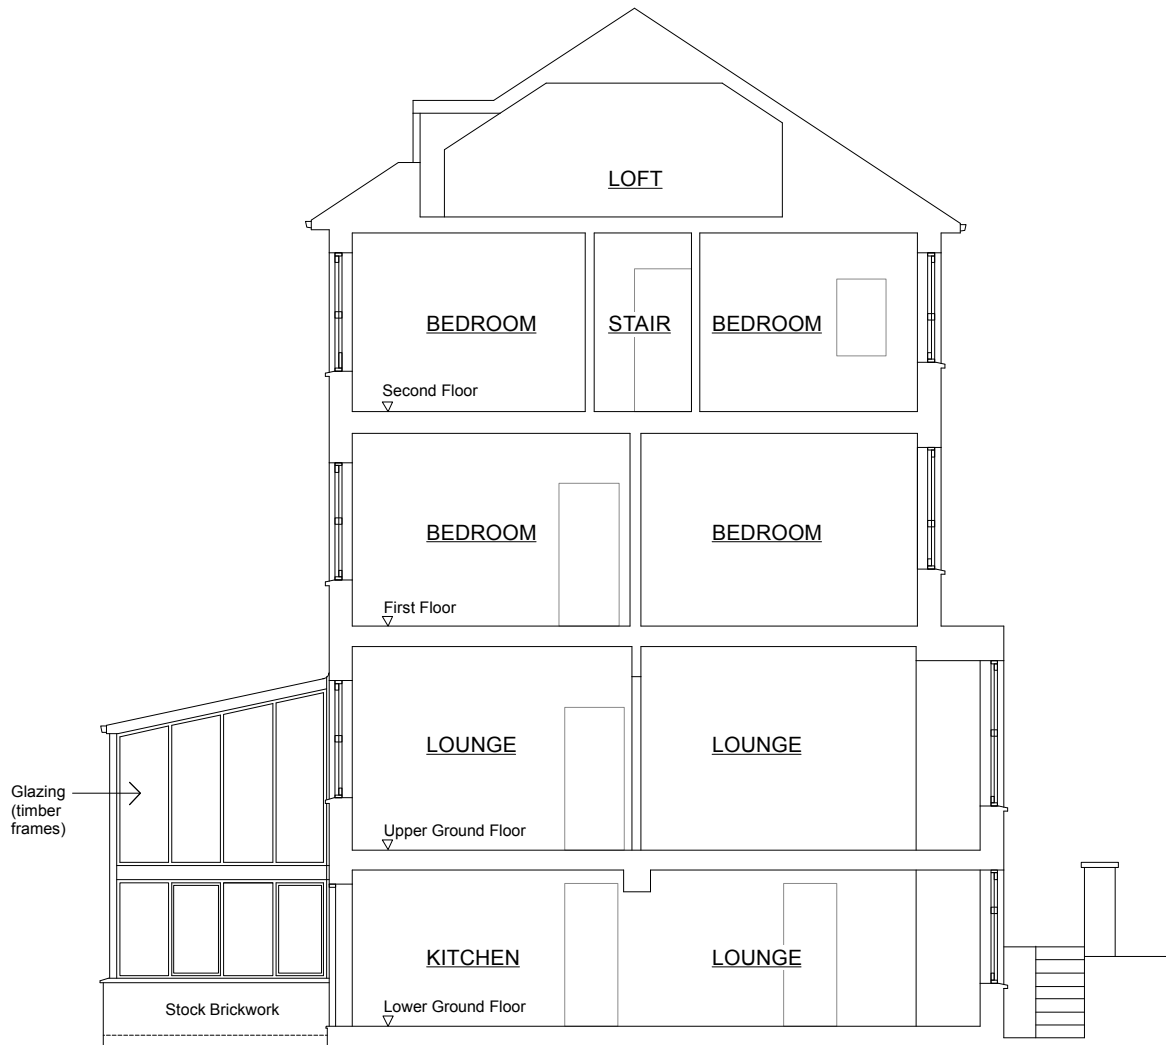 LOFT
BEDROOM
STAIR
BEDROOM
Second Floor
BEDROOM
BEDROOM
First Floor
LOUNGE
LOUNGE
Glazing
(timber
frames)
Upper Ground Floor
KITCHEN
LOUNGE
Lower Ground Floor
Stock Brickwork